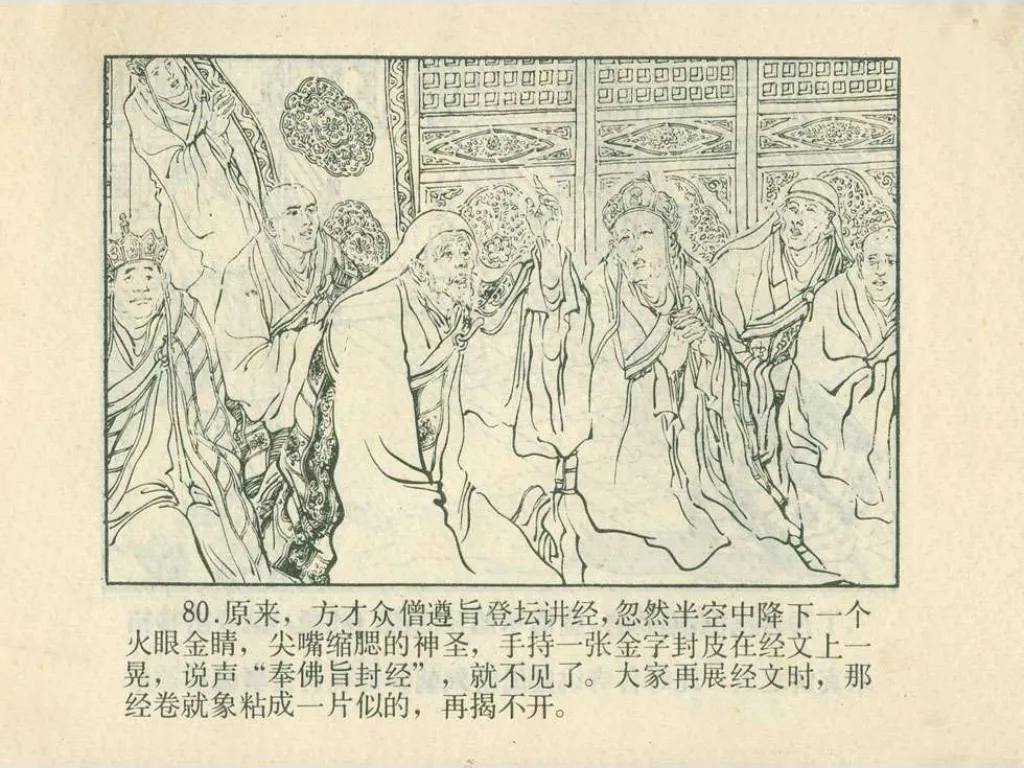 80.原来，方才众僧遵旨登坛讲经,忽然半空中降下一个
火眼金睛，尖嘴缩腮的神圣，手持一张金字封皮在经文上一
晃，说声“奉佛旨封经”，就不见了。大家再展经文时，那
经卷就象粘成一片似的，再揭不开。